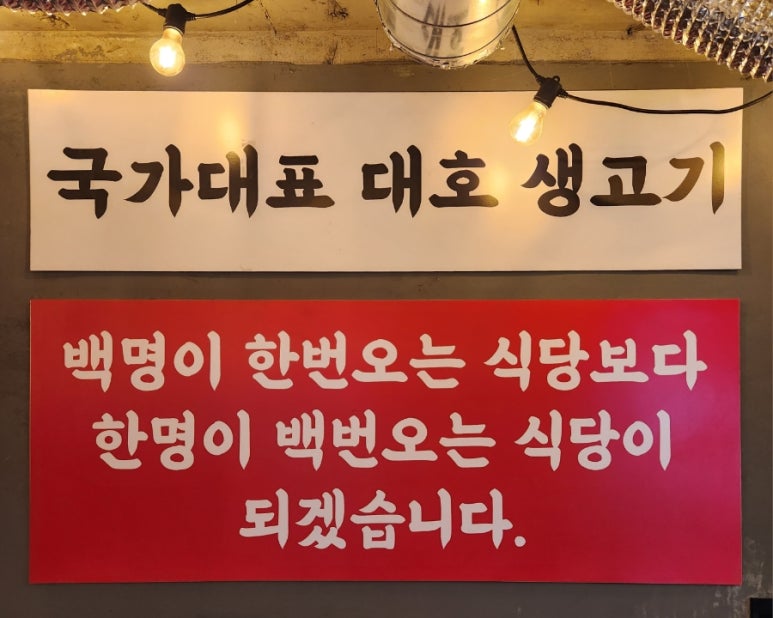 국가대표 대호 생고기
백명이 한번오는 식당보다
한명이 백번오는 식당이
되겠습니다.